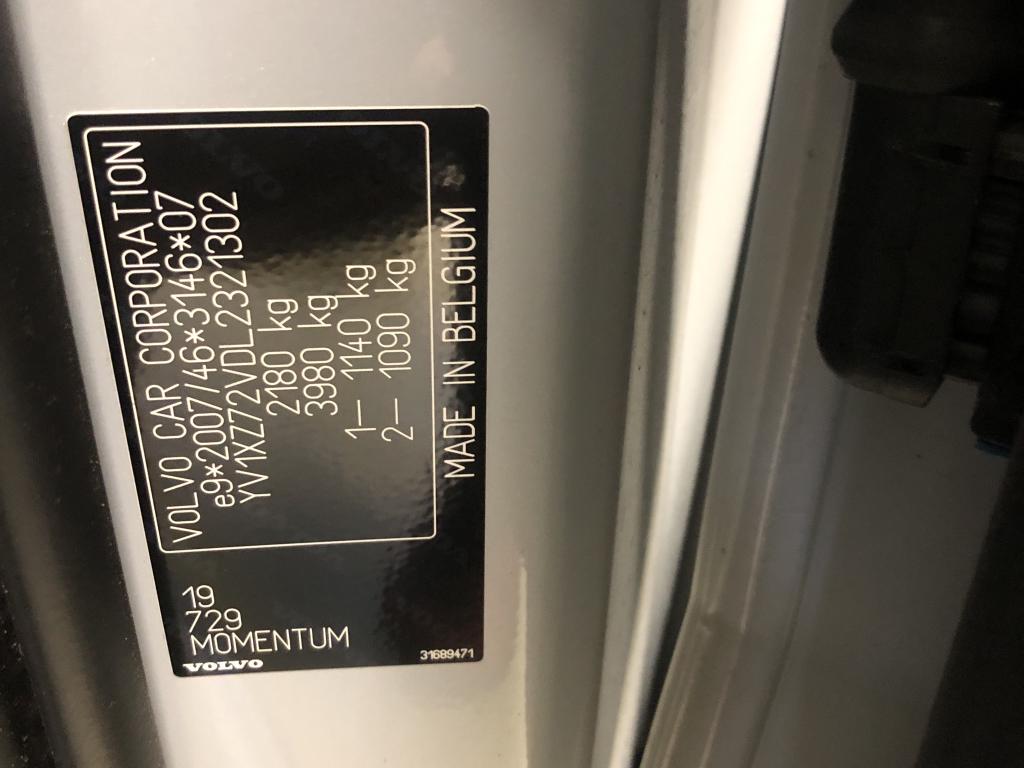 VOLVO CAR CORPORATION
e9*2007/46*3146*07
YV1XZ72VDL2321302
2180 kg
3980 kg
1— 1140 kg
2— 1090 kg
MADE IN BELGIUM
19
729
MOMENTUM
VOLVO
31689471